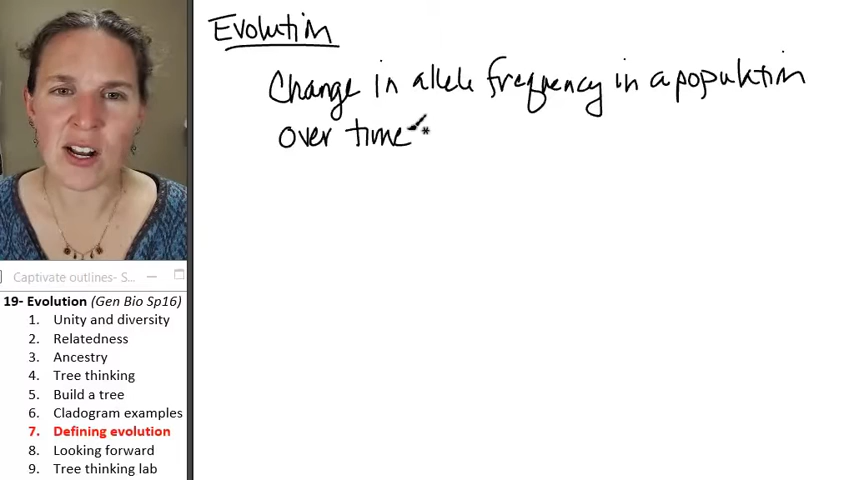 Evolution
Change in allele frequency in a population
over time
Captivate outlines- S...
19- Evolution (Gen Bio Sp16)
1. Unity and diversity
2. Relatedness
3. Ancestry
4. Tree thinking
5. Build a tree
6. Cladogram examples
7. Defining evolution
8. Looking forward
9. Tree thinking lab